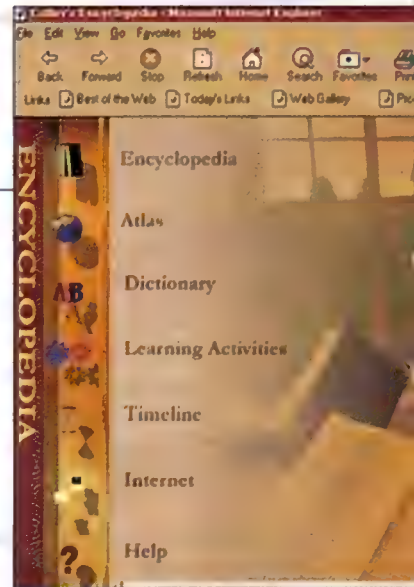 Collier's Encyclopedia - Microsoft Internet Explorer
File Edit View Go Favorites Help
Back Forward Stop Refresh Home Search Favorites Print
Links Best of the Web Today's Links Web Gallery
ENCYCLOPEDIA
Encyclopedia
Atlas
AB
Dictionary
Learning Activities
Timeline
Internet
?
Help